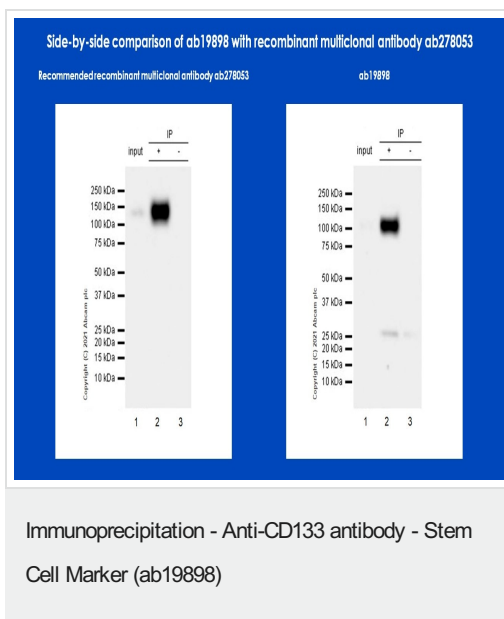 Side-by-side comparison of ab19898 with recombinant multiclonal antibody ab278053
Recommended recombinant multiclonal antibody ab278053
ab19898
IP
input + -
250 kDa
150 kDa
100 kDa
75 kDa
50 kDa
37 kDa
25 kDa
20 kDa
15 kDa
10 kDa
Copyright (C) 2021 Abcam plc
1 2 3
IP
input + -
250 kDa
150 kDa
100 kDa
75 kDa
50 kDa
37 kDa
25 kDa
20 kDa
15 kDa
10 kDa
Copyright (C) 2021 Abcam plc
1 2 3
Immunoprecipitation - Anti-CD133 antibody - Stem
Cell Marker (ab19898)